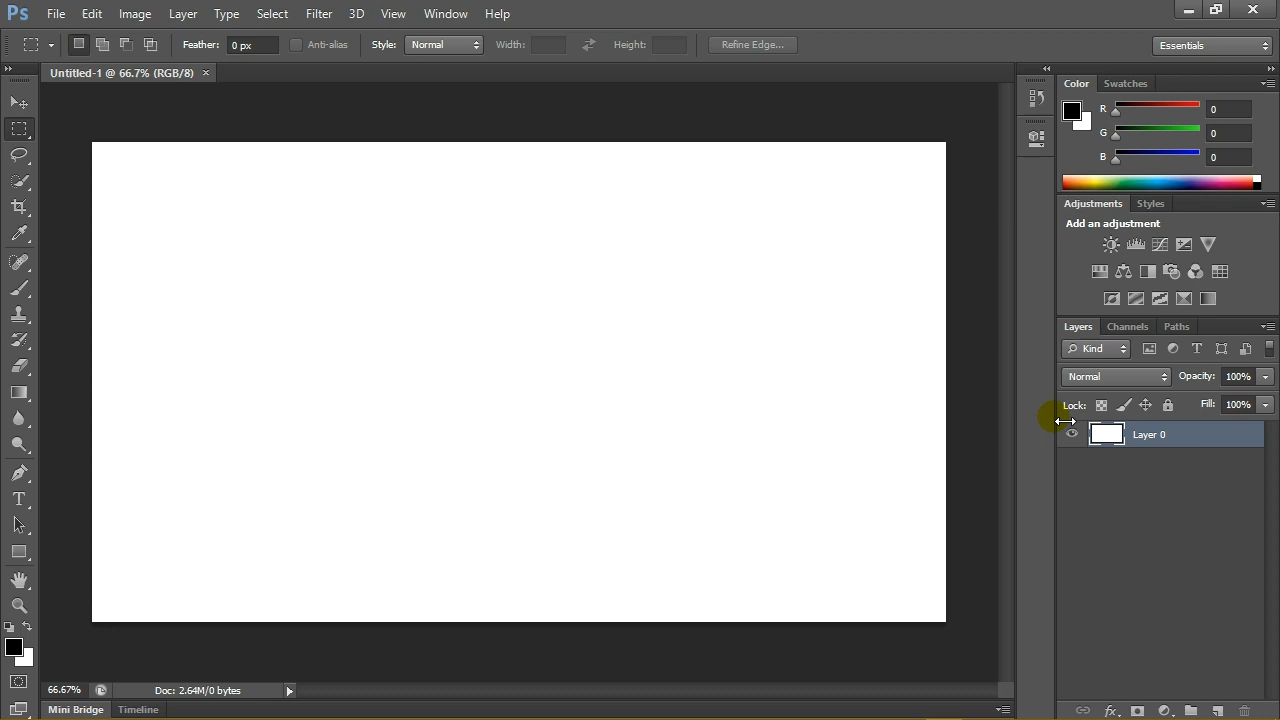 Ps File Edit Image Layer Type Select Filter 3D View Window Help
Feather: 0 px Anti-alias Style: Normal Width: Height: Refine Edge... Essentials
Untitled-1 @ 66.7% (RGB/8) ×
Color Swatches
R 0
G 0
B 0
Adjustments Styles
Add an adjustment
Layers Channels Paths
Kind
Normal Opacity: 100%
Lock: Fill: 100%
Layer 0
66.67% Doc: 2.64M/0 bytes
Mini Bridge Timeline